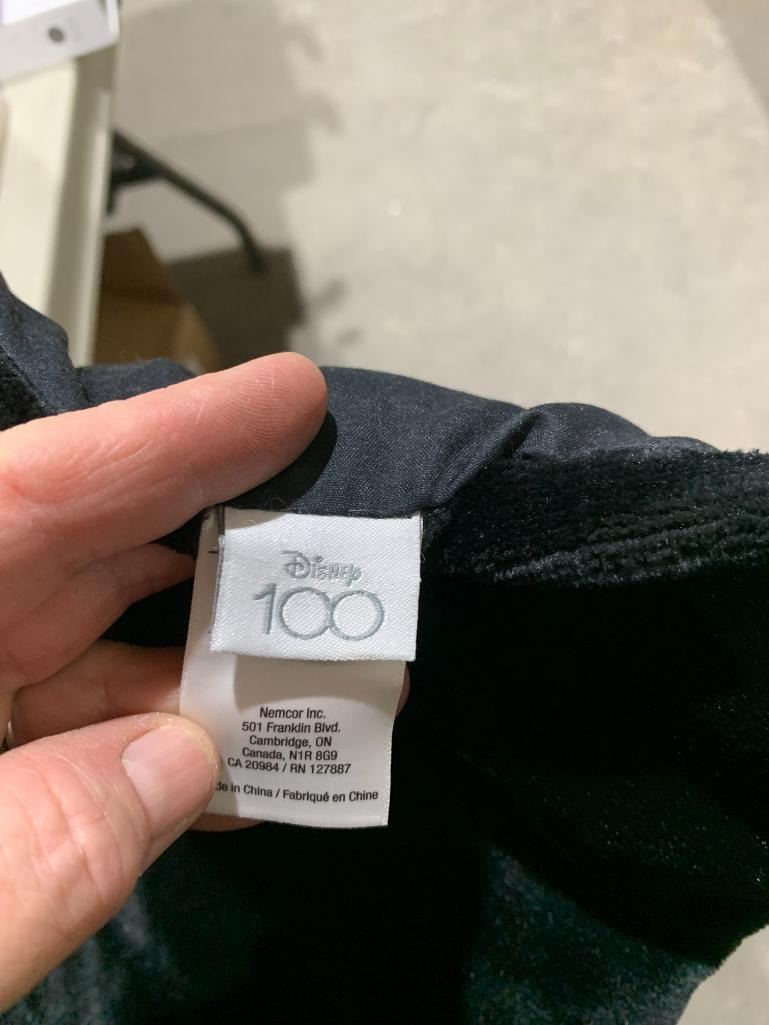 Disney
100
Nemcor Inc.
501 Franklin Blvd.
Cambridge, ON
Canada, N1R 8G9
CA 20984 / RN 127887
de in China / Fabriqué en Chine